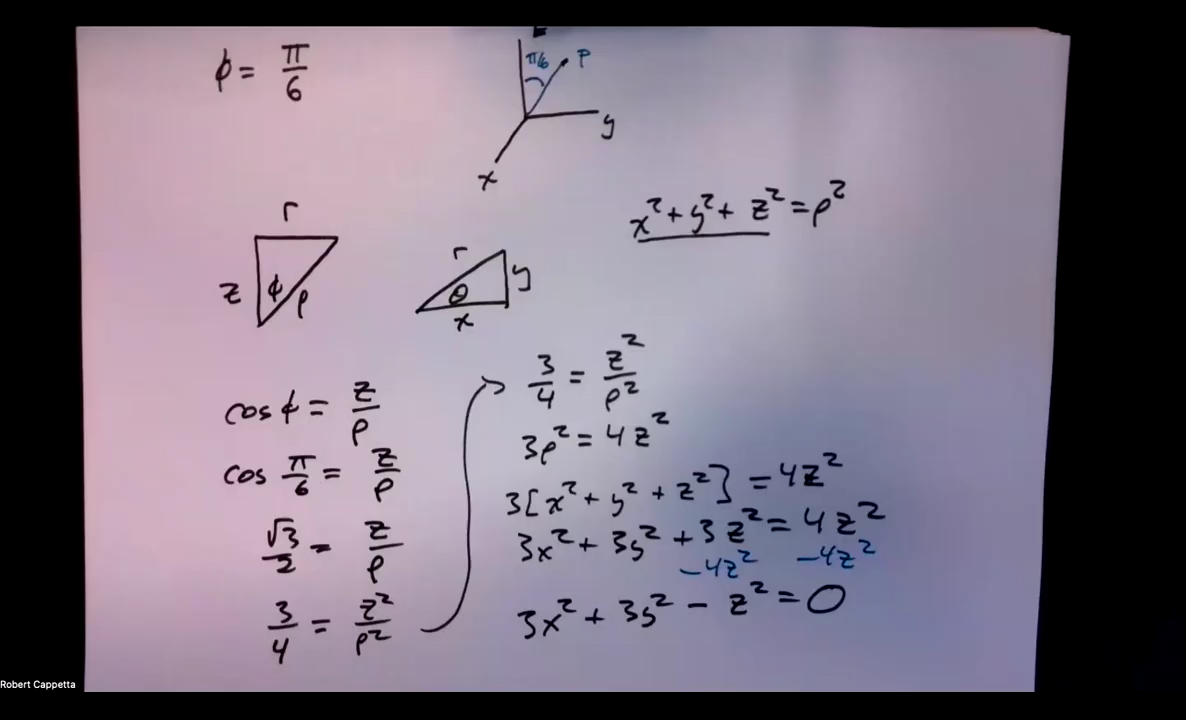 φ = π/6
π/6 P
y
x
x² + y² + z² = ρ²
r
z φ ρ
r
θ y
x
cos φ = z/ρ
cos π/6 = z/ρ
√3/2 = z/ρ
3/4 = z²/ρ²
3/4 = z²/ρ²
3ρ² = 4z²
3[x² + y² + z²] = 4z²
3x² + 3y² + 3z² = 4z²
-4z² -4z²
3x² + 3y² - z² = 0
Robert Cappetta